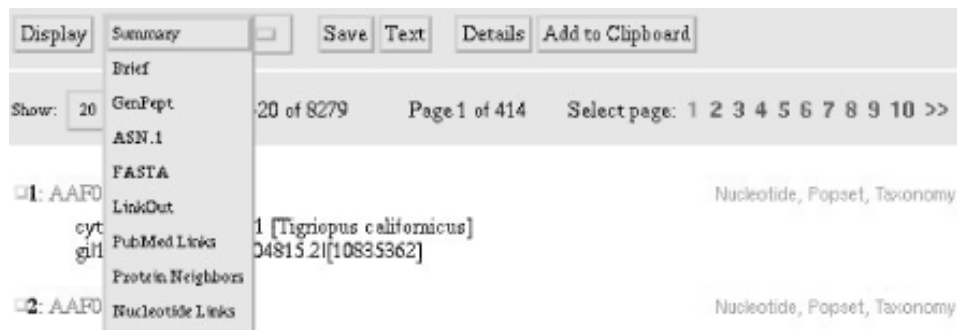 Display Summary Save Text Details Add to Clipboard
Brief
Show: 20 GenPept -20 of 8279 Page 1 of 414 Select page: 1 2 3 4 5 6 7 8 9 10 >>
ASN.1
FASTA
1: AAF0 Nucleotide, Popset, Taxonomy
LinkOut
cyt 1 [Tigriopus californicus]
PubMed Links
gi|1 04815.2|[10835362]
Protein Neighbors
2: AAF0 Nucleotide, Popset, Taxonomy
Nucleotide Links